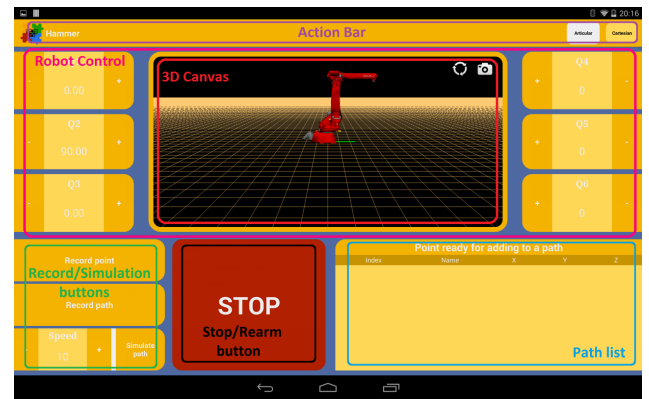 20:16
Hammer
Action Bar
Articular
Cartesian
Robot Control
- 0.00 +
3D Canvas
Q4
+ 0 -
Q2
- 90.00 +
Q5
+ 0 -
Q3
- 0.00 +
Q6
+ 0 -
Record point
Record/Simulation
buttons
Record path
Speed
- 10 +
Simulate
path
STOP
Stop/Rearm
button
Point ready for adding to a path
Index Name X Y Z
Path list